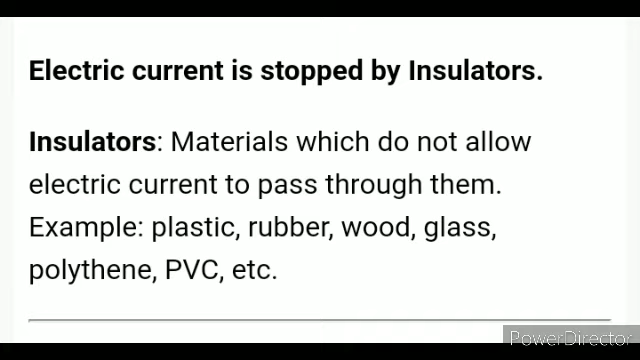 Electric current is stopped by Insulators.
Insulators: Materials which do not allow
electric current to pass through them.
Example: plastic, rubber, wood, glass,
polythene, PVC, etc.
PowerDirector